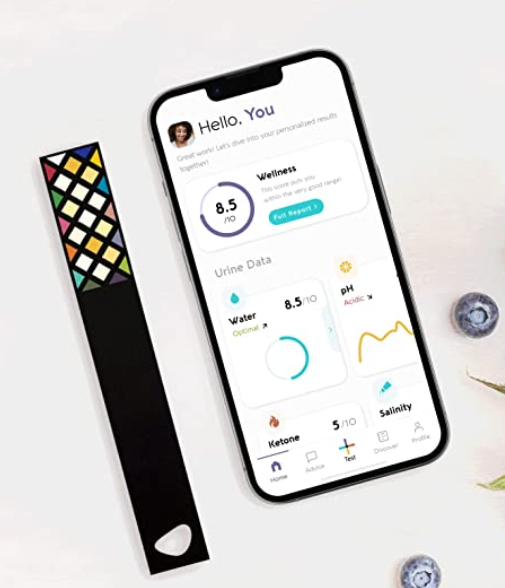 Hello, You
Great work! Let's dive into your personalized results
together!
8.5
/10
Wellness
This score puts you
within the very good range!
Full Report >
Urine Data
Water
8.5/10
Optimal ↗
pH
Acidic ↘
Ketone
5/10
Salinity
Home
Advice
Test
Discover
Profile